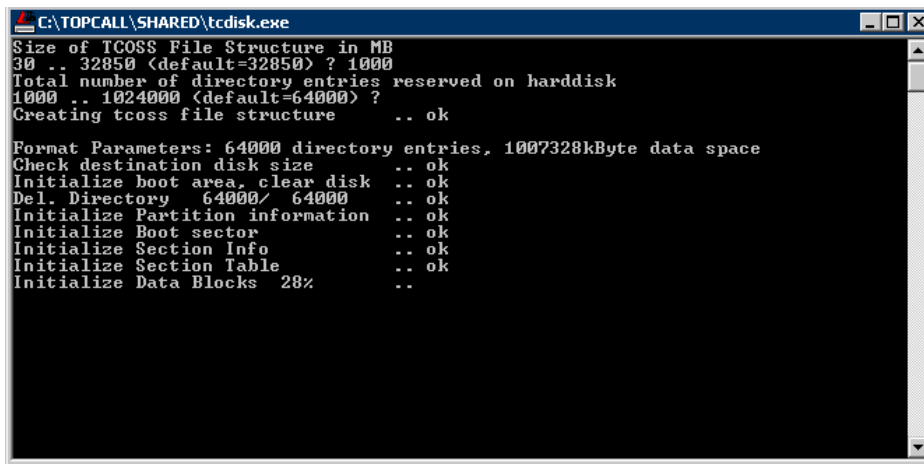 C:\TOPCALL\SHARED\tcdisk.exe
Size of TCOSS File Structure in MB
30 .. 32850 (default=32850) ? 1000
Total number of directory entries reserved on harddisk
1000 .. 1024000 (default=64000) ?
Creating tcoss file structure     .. ok
Format Parameters: 64000 directory entries, 1007328kByte data space
Check destination disk size       .. ok
Initialize boot area, clear disk  .. ok
Del. Directory   64000/  64000    .. ok
Initialize Partition information  .. ok
Initialize Boot sector            .. ok
Initialize Section Info           .. ok
Initialize Section Table          .. ok
Initialize Data Blocks  28%       ..